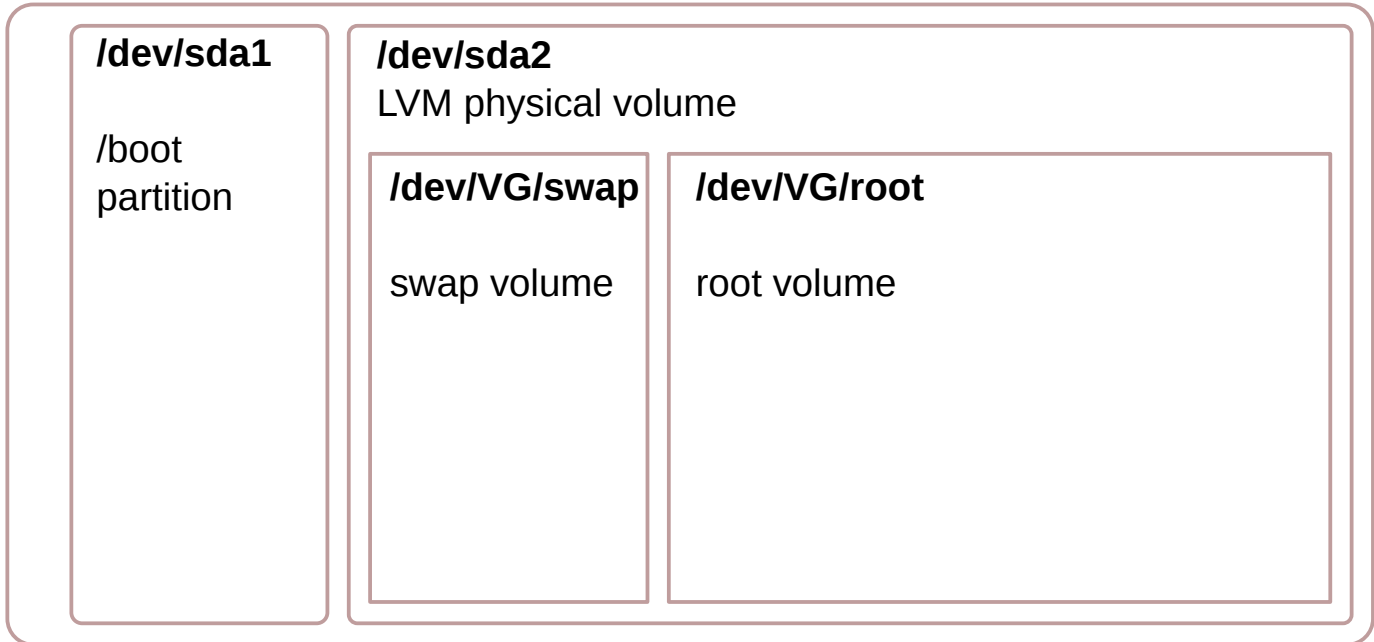 /dev/sda1
/boot
partition
/dev/sda2
LVM physical volume
/dev/VG/swap
swap volume
/dev/VG/root
root volume